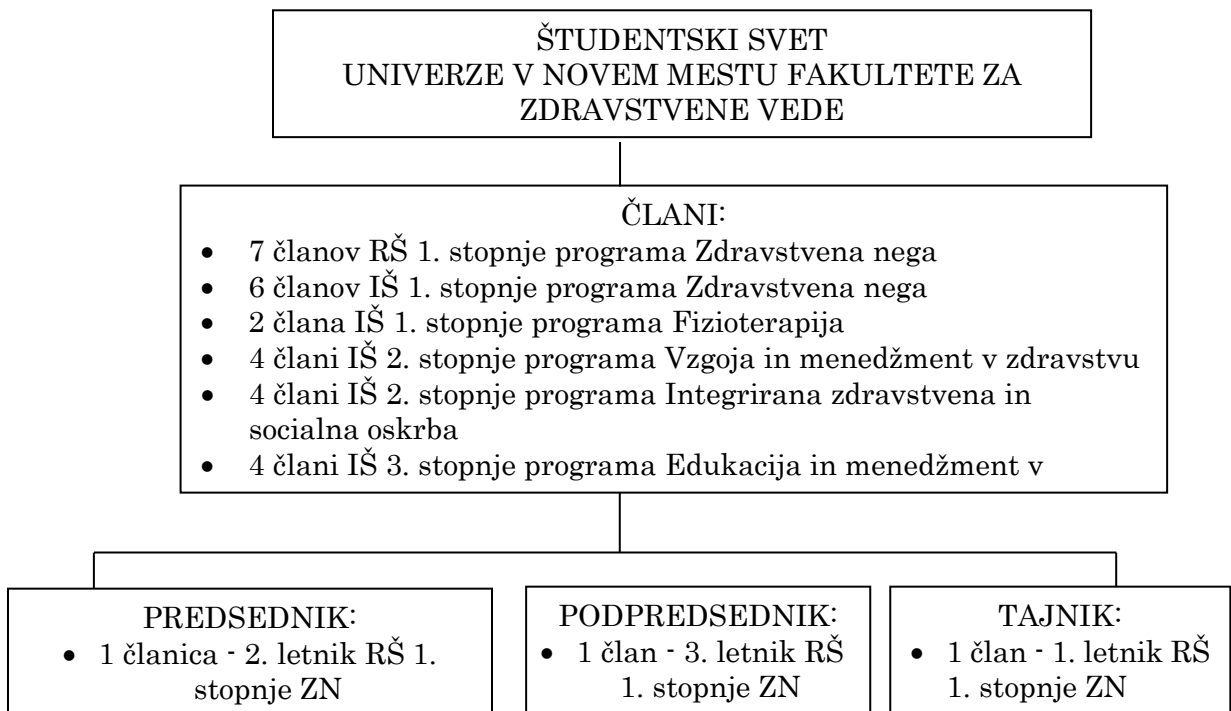 ŠTUDENTSKI SVET
UNIVERZE V NOVEM MESTU FAKULTETE ZA
ZDRAVSTVENE VEDE
ČLANI:
• 7 članov RŠ 1. stopnje programa Zdravstvena nega
• 6 članov IŠ 1. stopnje programa Zdravstvena nega
• 2 člana IŠ 1. stopnje programa Fizioterapija
• 4 člani IŠ 2. stopnje programa Vzgoja in menedžment v zdravstvu
• 4 člani IŠ 2. stopnje programa Integrirana zdravstvena in
socialna oskrba
• 4 člani IŠ 3. stopnje programa Edukacija in menedžment v
PREDSEDNIK:
• 1 članica - 2. letnik RŠ 1.
stopnje ZN
PODPREDSEDNIK:
• 1 član - 3. letnik RŠ
1. stopnje ZN
TAJNIK:
• 1 član - 1. letnik RŠ
1. stopnje ZN